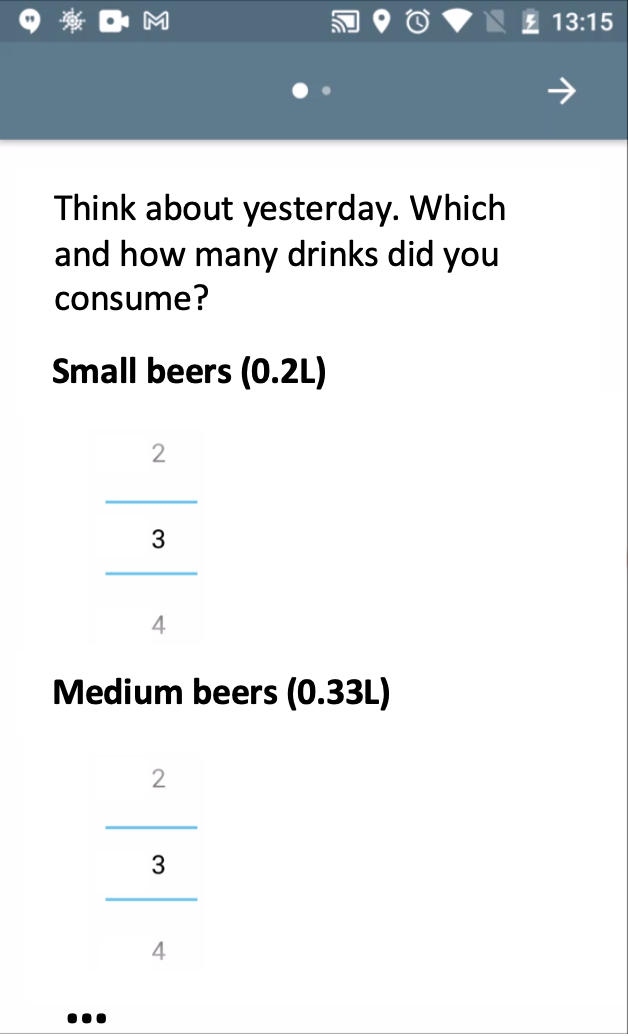 13:15
Think about yesterday. Which
and how many drinks did you
consume?
Small beers (0.2L)
2
3
4
Medium beers (0.33L)
2
3
4
...